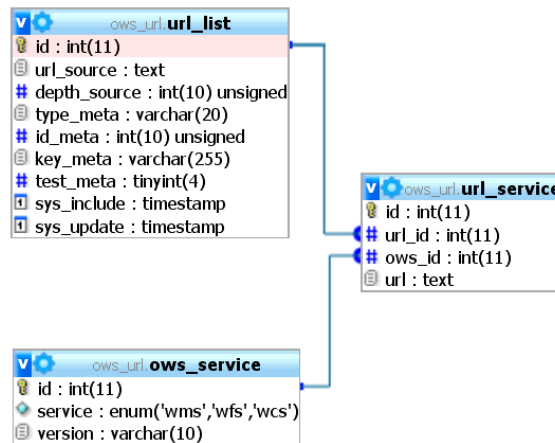 ows_url.url_list
id : int(11)
url_source : text
depth_source : int(10) unsigned
type_meta : varchar(20)
id_meta : int(10) unsigned
key_meta : varchar(255)
test_meta : tinyint(4)
sys_include : timestamp
sys_update : timestamp
ows_url.url_service
id : int(11)
url_id : int(11)
ows_id : int(11)
url : text
ows_url.ows_service
id : int(11)
service : enum('wms','wfs','wcs')
version : varchar(10)